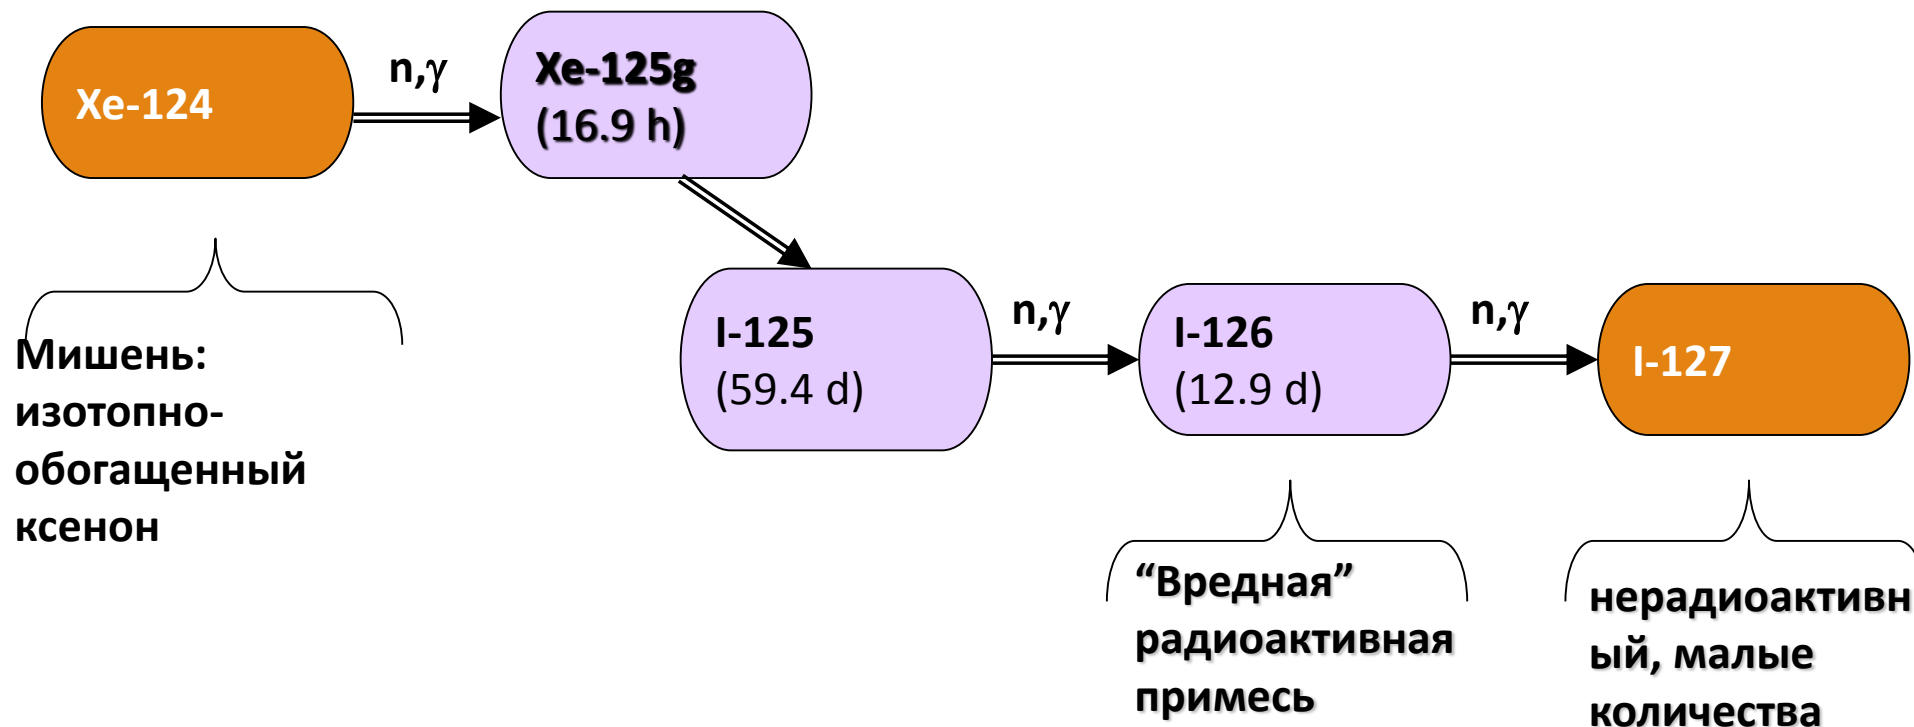 Xe-124
n,γ
Xe-125g
(16.9 h)
I-125
(59.4 d)
n,γ
I-126
(12.9 d)
n,γ
I-127
Мишень:
изотопно-
обогащенный
ксенон
“Вредная”
радиоактивная
примесь
нерадиоактивн
ый, малые
количества